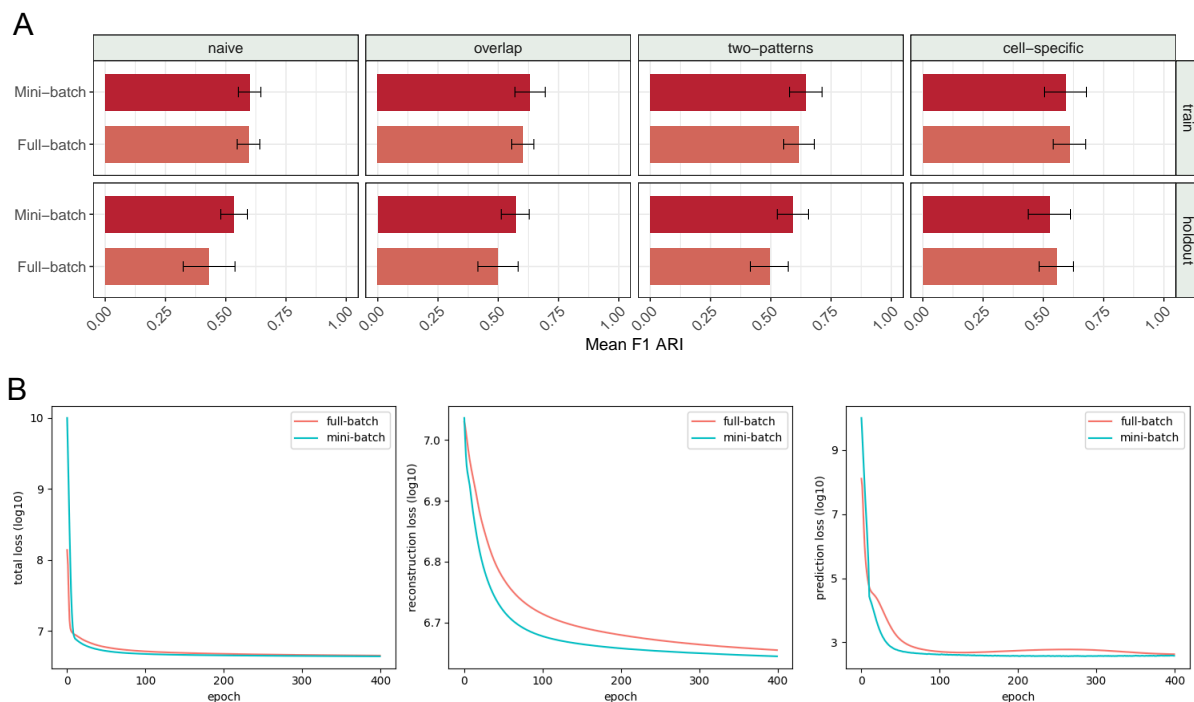 A
naive
overlap
two−patterns
cell−specific
Mini−batch
Full−batch
train
Mini−batch
Full−batch
holdout
0.00 0.25 0.50 0.75 1.00
0.00 0.25 0.50 0.75 1.00
0.00 0.25 0.50 0.75 1.00
0.00 0.25 0.50 0.75 1.00
Mean F1 ARI
B
total loss (log10)
10
9
8
7
0 100 200 300 400
epoch
full-batch
mini-batch
reconstruction loss (log10)
7.0
6.9
6.8
6.7
0 100 200 300 400
epoch
full-batch
mini-batch
prediction loss (log10)
9
7
5
3
0 100 200 300 400
epoch
full-batch
mini-batch